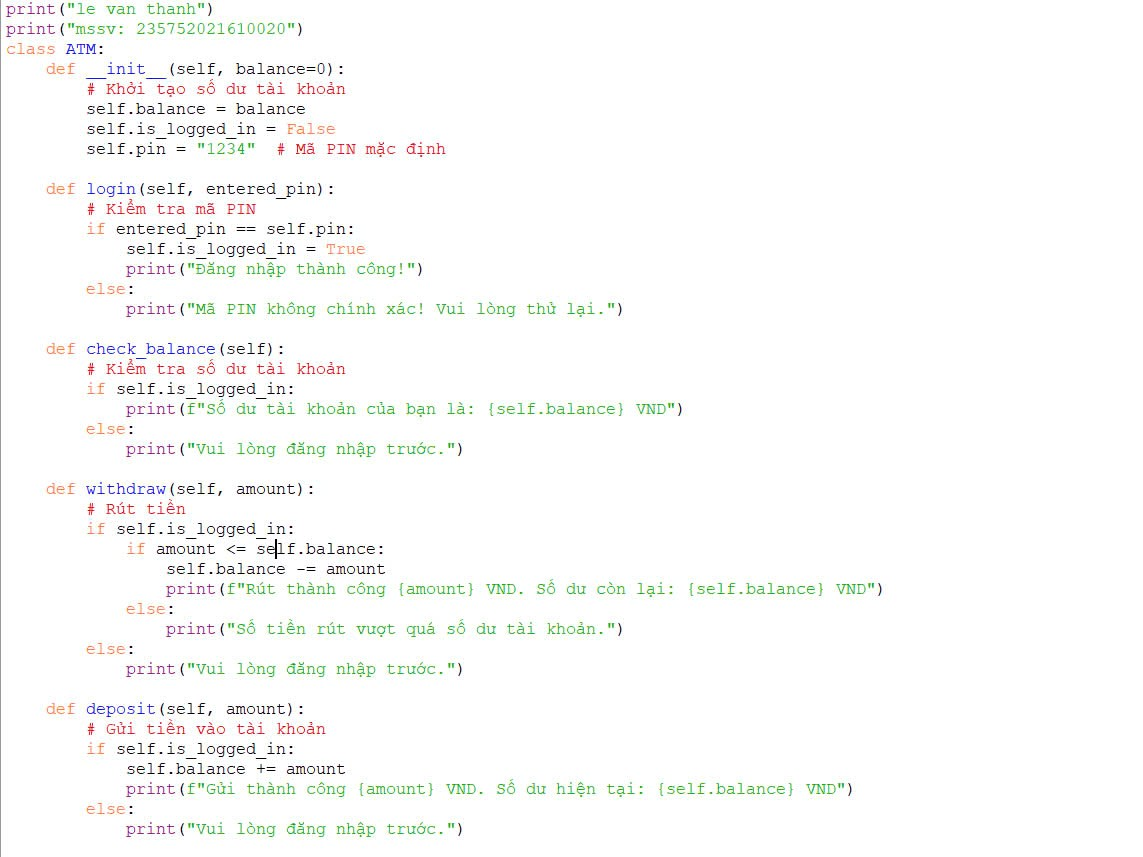 print("le van thanh")
print("mssv: 235752021610020")
class ATM:
    def __init__(self, balance=0):
        # Khởi tạo số dư tài khoản
        self.balance = balance
        self.is_logged_in = False
        self.pin = "1234"  # Mã PIN mặc định

    def login(self, entered_pin):
        # Kiểm tra mã PIN
        if entered_pin == self.pin:
            self.is_logged_in = True
            print("Đăng nhập thành công!")
        else:
            print("Mã PIN không chính xác! Vui lòng thử lại.")

    def check_balance(self):
        # Kiểm tra số dư tài khoản
        if self.is_logged_in:
            print(f"Số dư tài khoản của bạn là: {self.balance} VND")
        else:
            print("Vui lòng đăng nhập trước.")

    def withdraw(self, amount):
        # Rút tiền
        if self.is_logged_in:
            if amount <= self.balance:
                self.balance -= amount
                print(f"Rút thành công {amount} VND. Số dư còn lại: {self.balance} VND")
            else:
                print("Số tiền rút vượt quá số dư tài khoản.")
        else:
            print("Vui lòng đăng nhập trước.")

    def deposit(self, amount):
        # Gửi tiền vào tài khoản
        if self.is_logged_in:
            self.balance += amount
            print(f"Gửi thành công {amount} VND. Số dư hiện tại: {self.balance} VND")
        else:
            print("Vui lòng đăng nhập trước.")